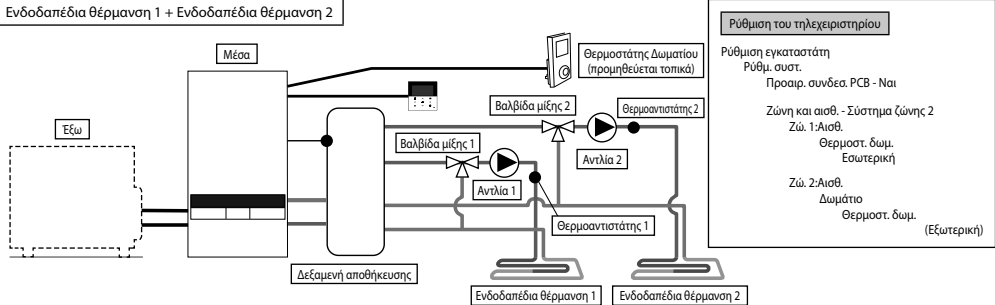 Ενδοδαπέδια θέρμανση 1 + Ενδοδαπέδια θέρμανση 2
Έξω
Μέσα
Θερμοστάτης Δωματίου
(προμηθεύεται τοπικά)
Βαλβίδα μίξης 2
Θερμοαντιστάτης 2
Βαλβίδα μίξης 1
Αντλία 2
Αντλία 1
Θερμοαντιστάτης 1
Δεξαμενή αποθήκευσης
Ενδοδαπέδια θέρμανση 1
Ενδοδαπέδια θέρμανση 2
Ρύθμιση του τηλεχειριστηρίου
Ρύθμιση εγκαταστάτη
Ρύθμ. συστ.
Προαιρ. συνδεσ. PCB - Ναι
Ζώνη και αισθ. - Σύστημα ζώνης 2
Ζώ. 1:Αισθ.
Θερμοστ. δωμ.
Εσωτερική
Ζώ. 2:Αισθ.
Δωμάτιο
Θερμοστ. δωμ.
(Εξωτερική)